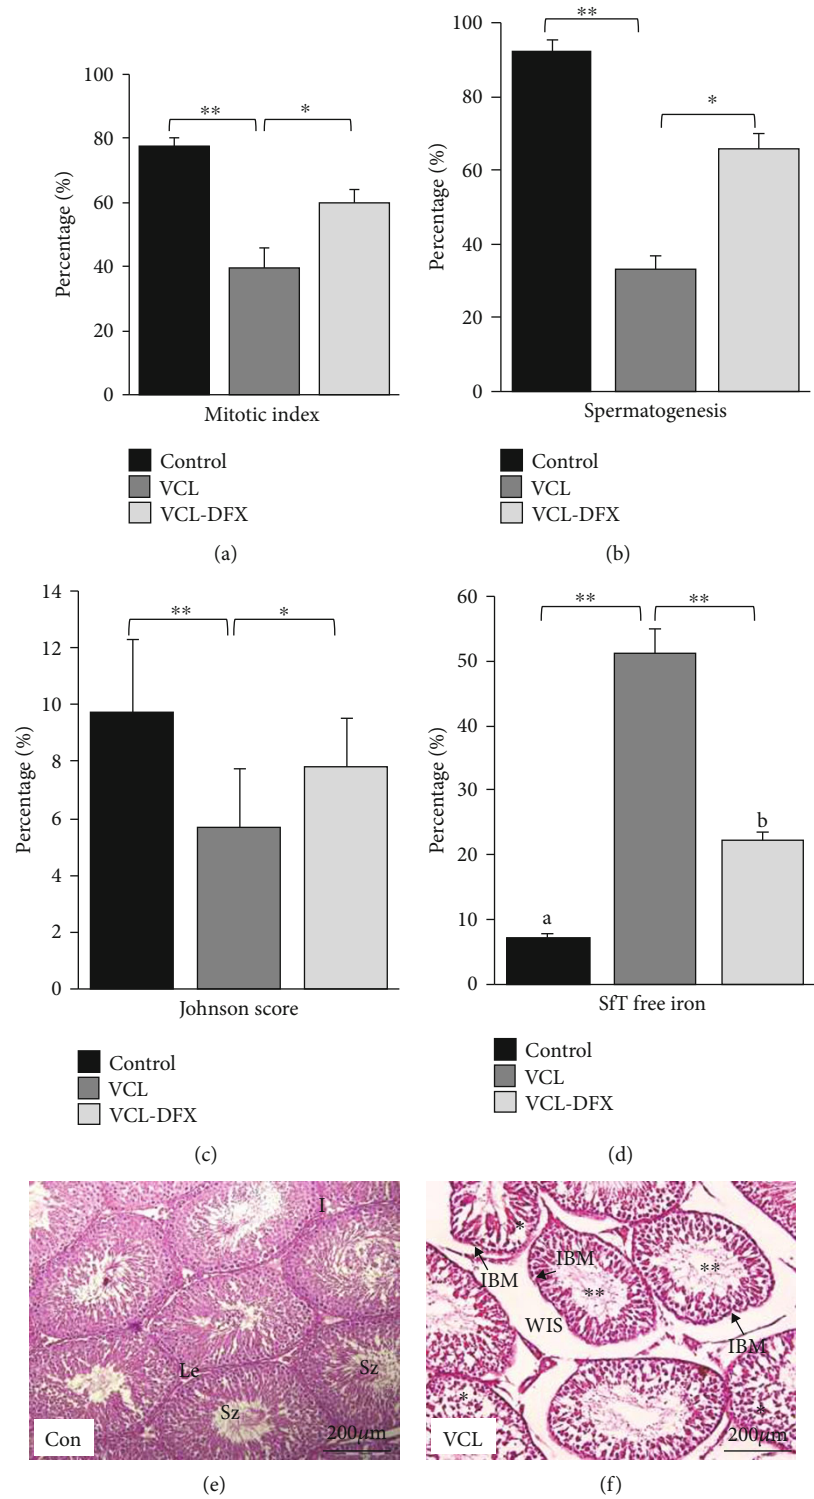 **
*
100
80
60
40
20
0
Percentage (%)
Mitotic index
Control
VCL
VCL-DFX
(a)
**
*
100
80
60
40
20
0
Percentage (%)
Spermatogenesis
Control
VCL
VCL-DFX
(b)
**
*
14
12
10
8
6
4
2
0
Percentage (%)
Johnson score
Control
VCL
VCL-DFX
(c)
**
**
60
50
40
30
20
10
0
Percentage (%)
a
b
SfT free iron
Control
VCL
VCL-DFX
(d)
I
Le
Sz
Sz
Con
200μm
(e)
*
IBM
IBM
**
**
WIS
IBM
*
*
VCL
200μm
(f)